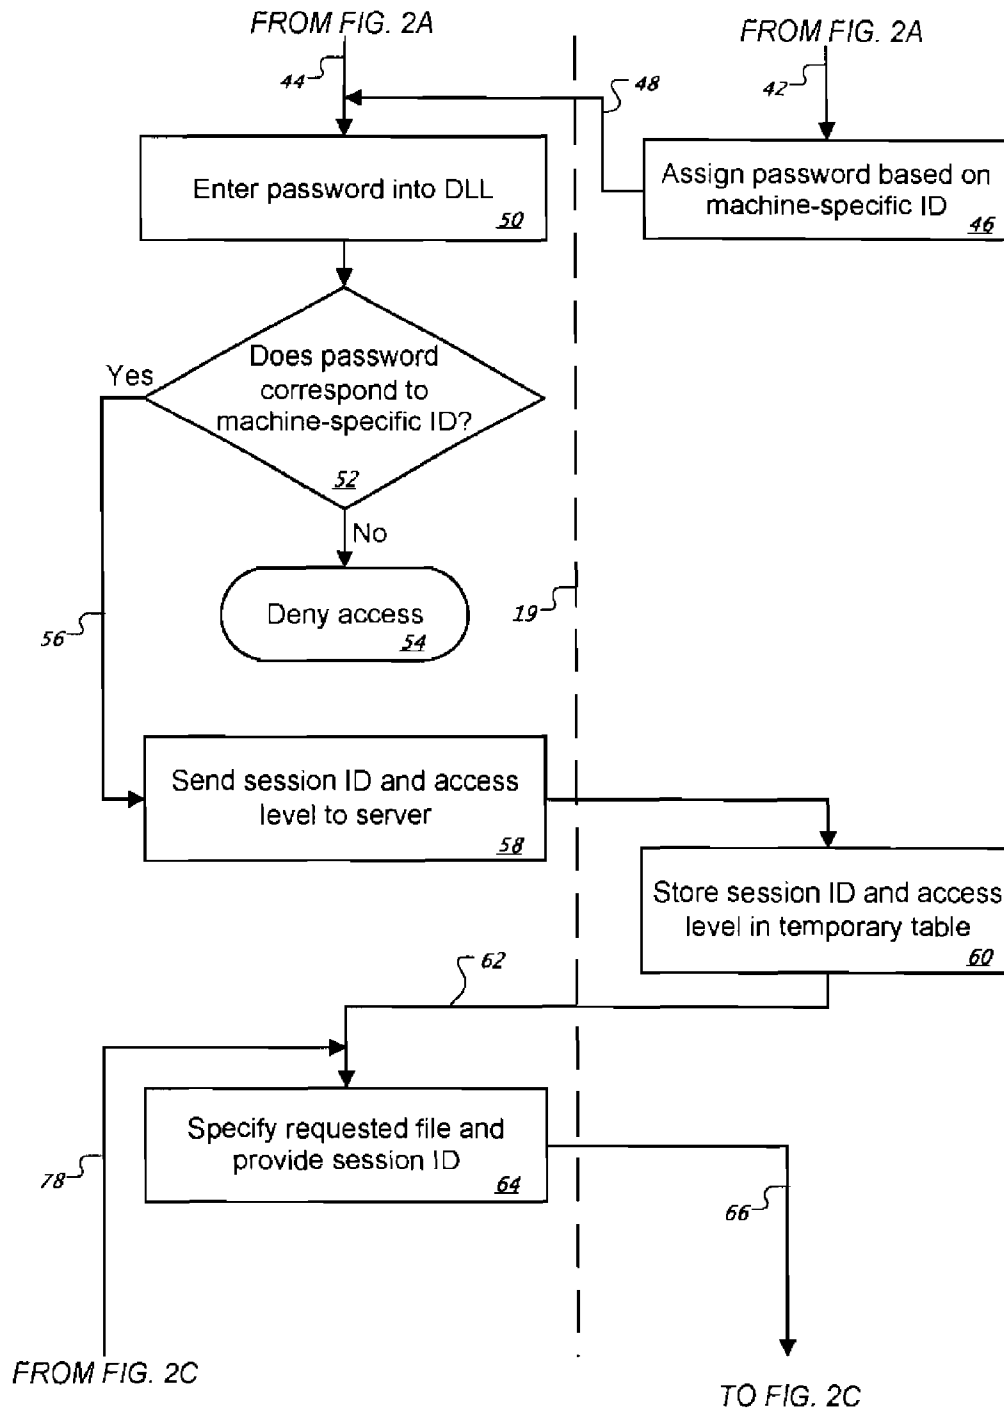 FROM FIG. 2A
FROM FIG. 2A
44
48
42
Enter password into DLL
50
Assign password based on
machine-specific ID
46
Does password
correspond to
machine-specific ID?
52
Yes
No
Deny access
54
56
19
Send session ID and access
level to server
58
Store session ID and access
level in temporary table
60
62
Specify requested file and
provide session ID
64
78
66
FROM FIG. 2C
TO FIG. 2C